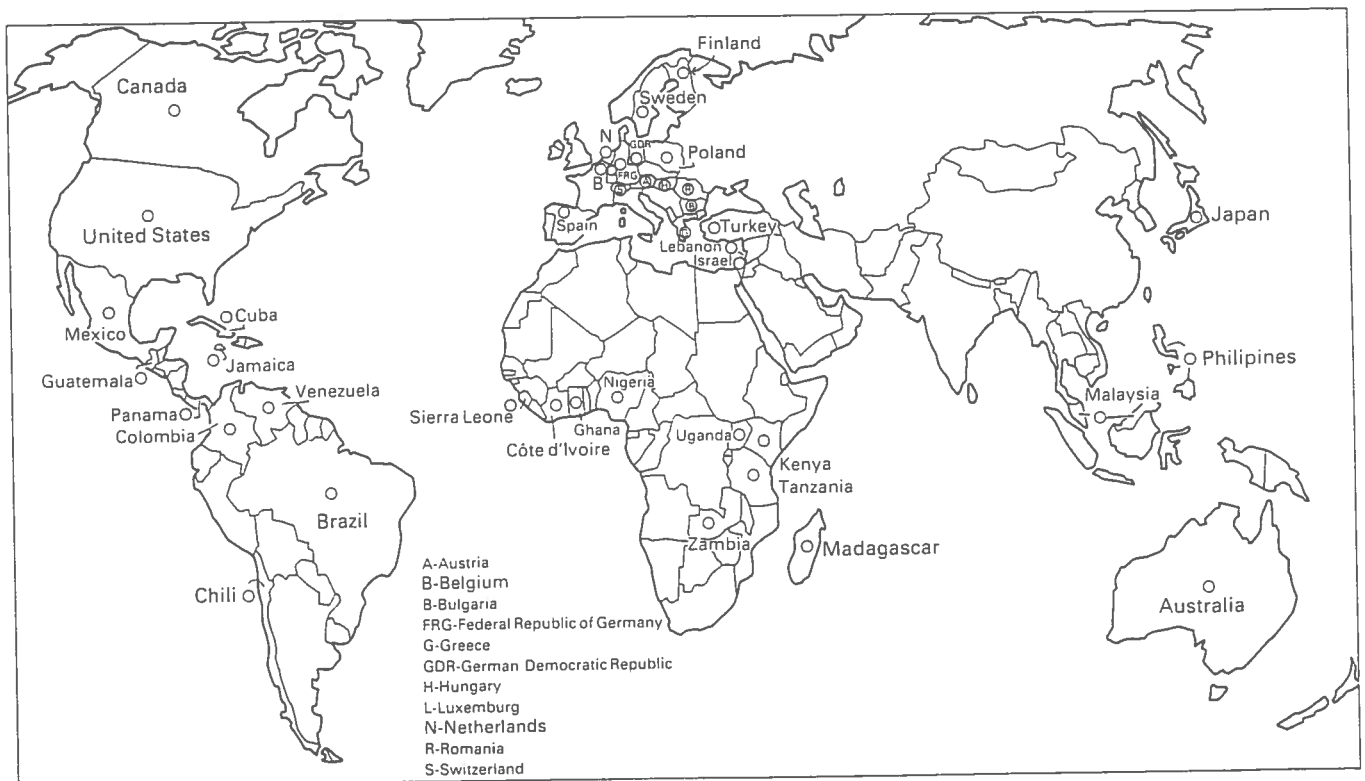 Finland
Canada
Sweden
N
GDR
Poland
B
FRG
A
H
R
S
B
G
Spain
Turkey
Japan
United States
Lebanon
Israel
Cuba
Mexico
Jamaica
Philipines
Guatemala
Venezuela
Nigeria
Malaysia
Panama
Sierra Leone
Colombia
Ghana
Uganda
Côte d'Ivoire
Kenya
Tanzania
Brazil
Zambia
Madagascar
Chili
Australia
A-Austria
B-Belgium
B-Bulgaria
FRG-Federal Republic of Germany
G-Greece
GDR-German Democratic Republic
H-Hungary
L-Luxemburg
N-Netherlands
R-Romania
S-Switzerland